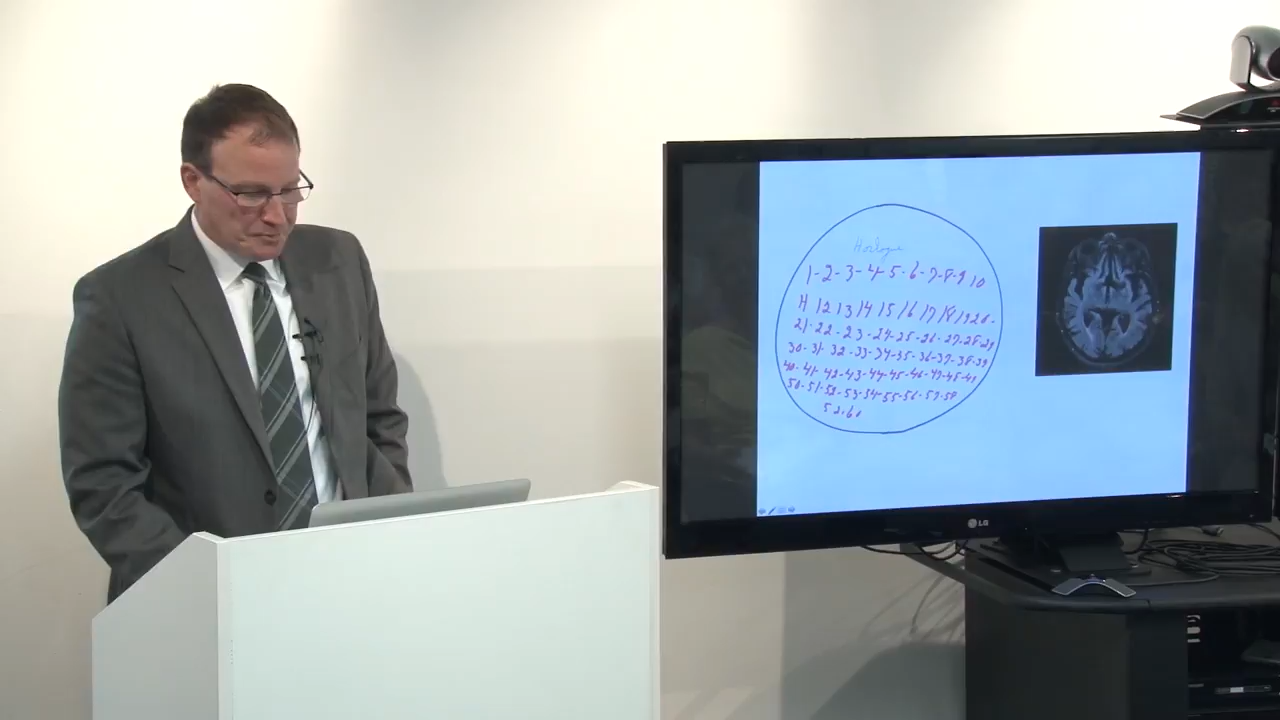 Horloge
1-2-3-4-5-6-7-8-9 10
11 12 13 14 15 16 17 18 19 20-
21-22-23-24-25-26-27-28-29
30-31-32-33-34-35-36-37-38-39
40-41-42-43-44-45-46-47-48-49
50-51-52-53-54-55-56-57-58
52-60
LG